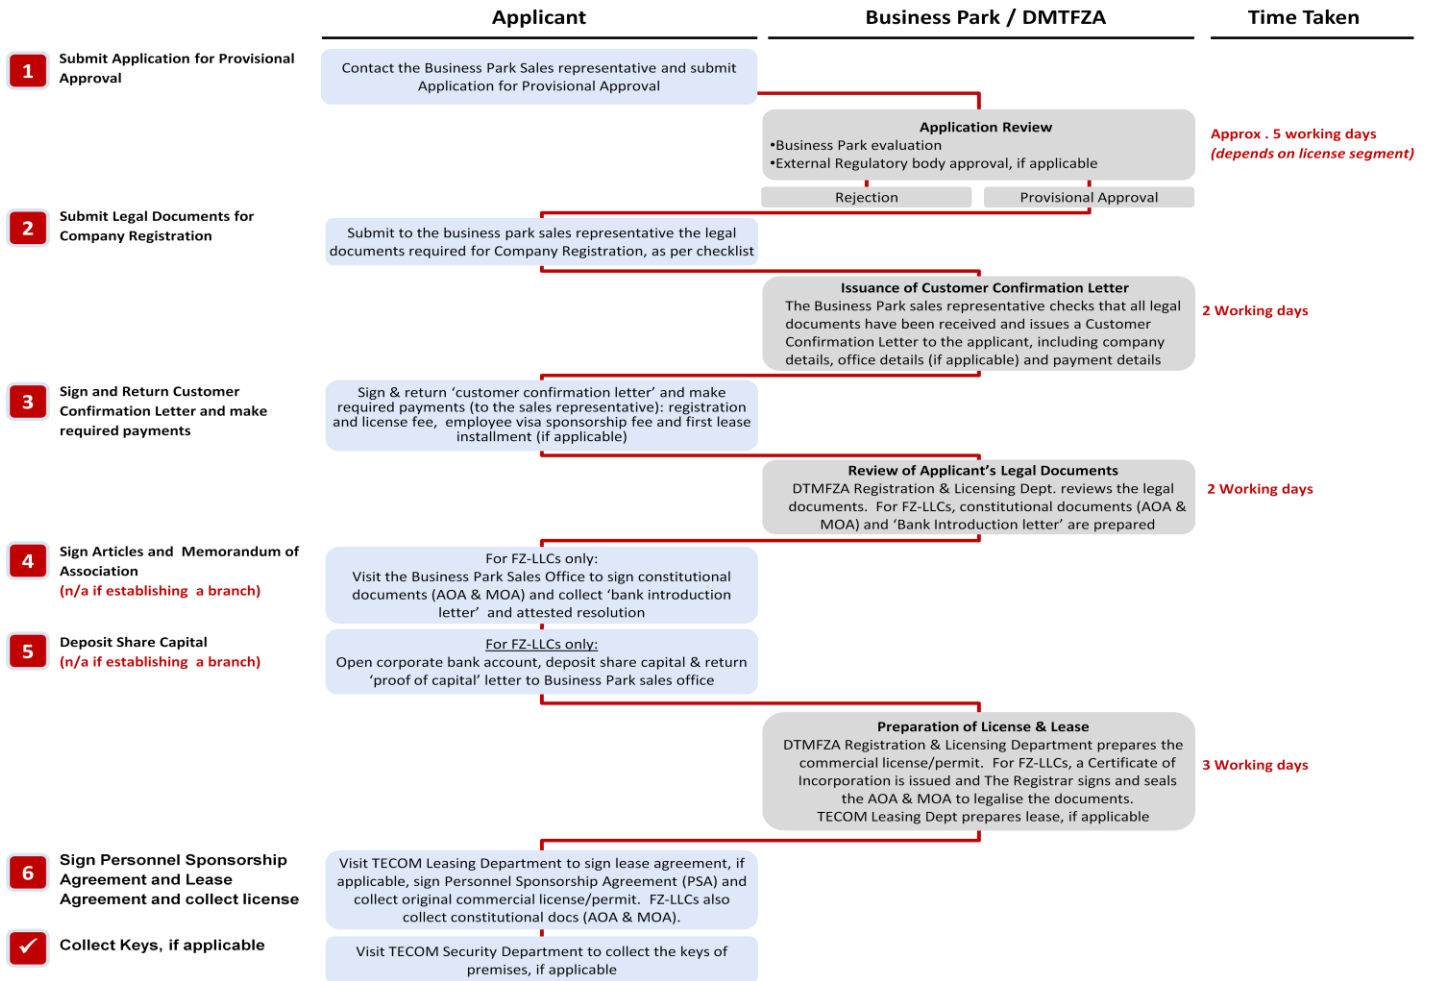 Applicant
Business Park / DMTFZA
Time Taken
1
Submit Application for Provisional
Approval
Contact the Business Park Sales representative and submit
Application for Provisional Approval
Application Review
•Business Park evaluation
•External Regulatory body approval, if applicable
Approx . 5 working days
(depends on license segment)
Rejection
Provisional Approval
2
Submit Legal Documents for
Company Registration
Submit to the business park sales representative the legal
documents required for Company Registration, as per checklist
Issuance of Customer Confirmation Letter
The Business Park sales representative checks that all legal
documents have been received and issues a Customer
Confirmation Letter to the applicant, including company
details, office details (if applicable) and payment details
2 Working days
3
Sign and Return Customer
Confirmation Letter and make
required payments
Sign & return ‘customer confirmation letter’ and make
required payments (to the sales representative): registration
and license fee, employee visa sponsorship fee and first lease
installment (if applicable)
Review of Applicant’s Legal Documents
DTMFZA Registration & Licensing Dept. reviews the legal
documents. For FZ-LLCs, constitutional documents (AOA &
MOA) and ‘Bank Introduction letter’ are prepared
2 Working days
4
Sign Articles and Memorandum of
Association
(n/a if establishing a branch)
For FZ-LLCs only:
Visit the Business Park Sales Office to sign constitutional
documents (AOA & MOA) and collect ‘bank introduction
letter’ and attested resolution
5
Deposit Share Capital
(n/a if establishing a branch)
For FZ-LLCs only:
Open corporate bank account, deposit share capital & return
‘proof of capital’ letter to Business Park sales office
Preparation of License & Lease
DTMFZA Registration & Licensing Department prepares the
commercial license/permit. For FZ-LLCs, a Certificate of
Incorporation is issued and The Registrar signs and seals
the AOA & MOA to legalise the documents.
TECOM Leasing Dept prepares lease, if applicable
3 Working days
6
Sign Personnel Sponsorship
Agreement and Lease
Agreement and collect license
Visit TECOM Leasing Department to sign lease agreement, if
applicable, sign Personnel Sponsorship Agreement (PSA) and
collect original commercial license/permit. FZ-LLCs also
collect constitutional docs (AOA & MOA).
✓
Collect Keys, if applicable
Visit TECOM Security Department to collect the keys of
premises, if applicable